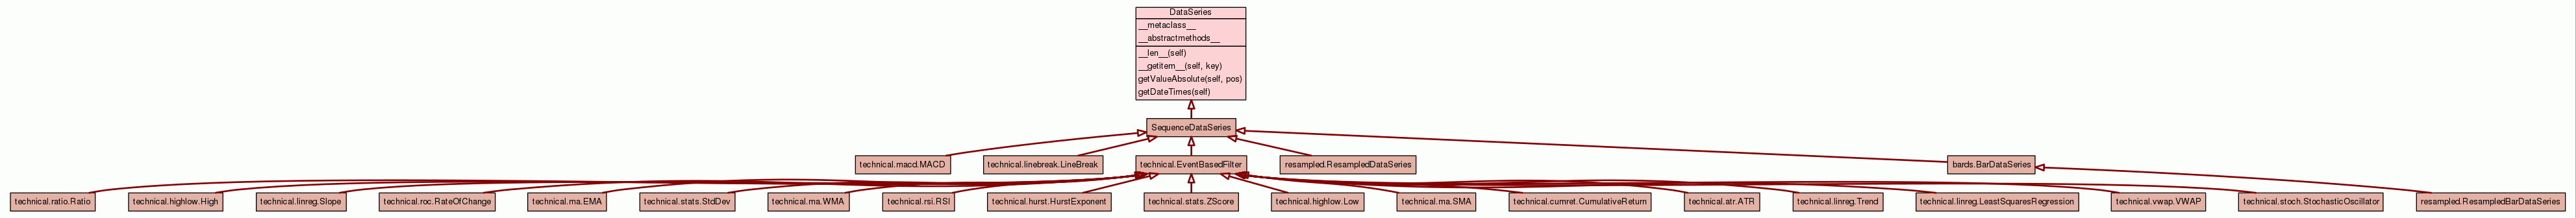 DataSeries
__metaclass__
__abstractmethods__
__len__(self)
__getitem__(self, key)
getValueAbsolute(self, pos)
getDateTimes(self)
SequenceDataSeries
technical.macd.MACD
technical.linebreak.LineBreak
technical.EventBasedFilter
resampled.ResampledDataSeries
bards.BarDataSeries
technical.ratio.Ratio
technical.highlow.High
technical.linreg.Slope
technical.roc.RateOfChange
technical.ma.EMA
technical.stats.StdDev
technical.ma.WMA
technical.rsi.RSI
technical.hurst.HurstExponent
technical.stats.ZScore
technical.highlow.Low
technical.ma.SMA
technical.cumret.CumulativeReturn
technical.atr.ATR
technical.linreg.Trend
technical.linreg.LeastSquaresRegression
technical.vwap.VWAP
technical.stoch.StochasticOscillator
resampled.ResampledBarDataSeries